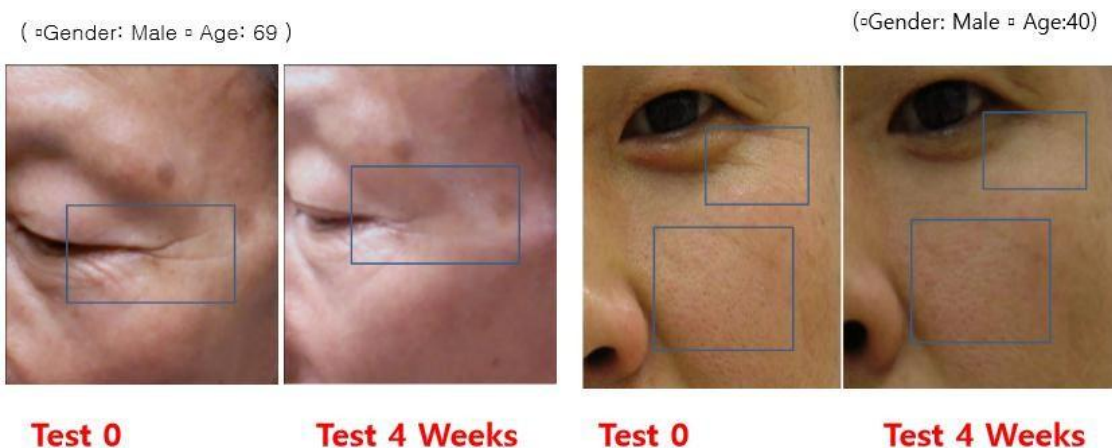 ( ▫Gender: Male ▫ Age: 69 )
(▫Gender: Male ▫ Age:40)
Test 0
Test 4 Weeks
Test 0
Test 4 Weeks